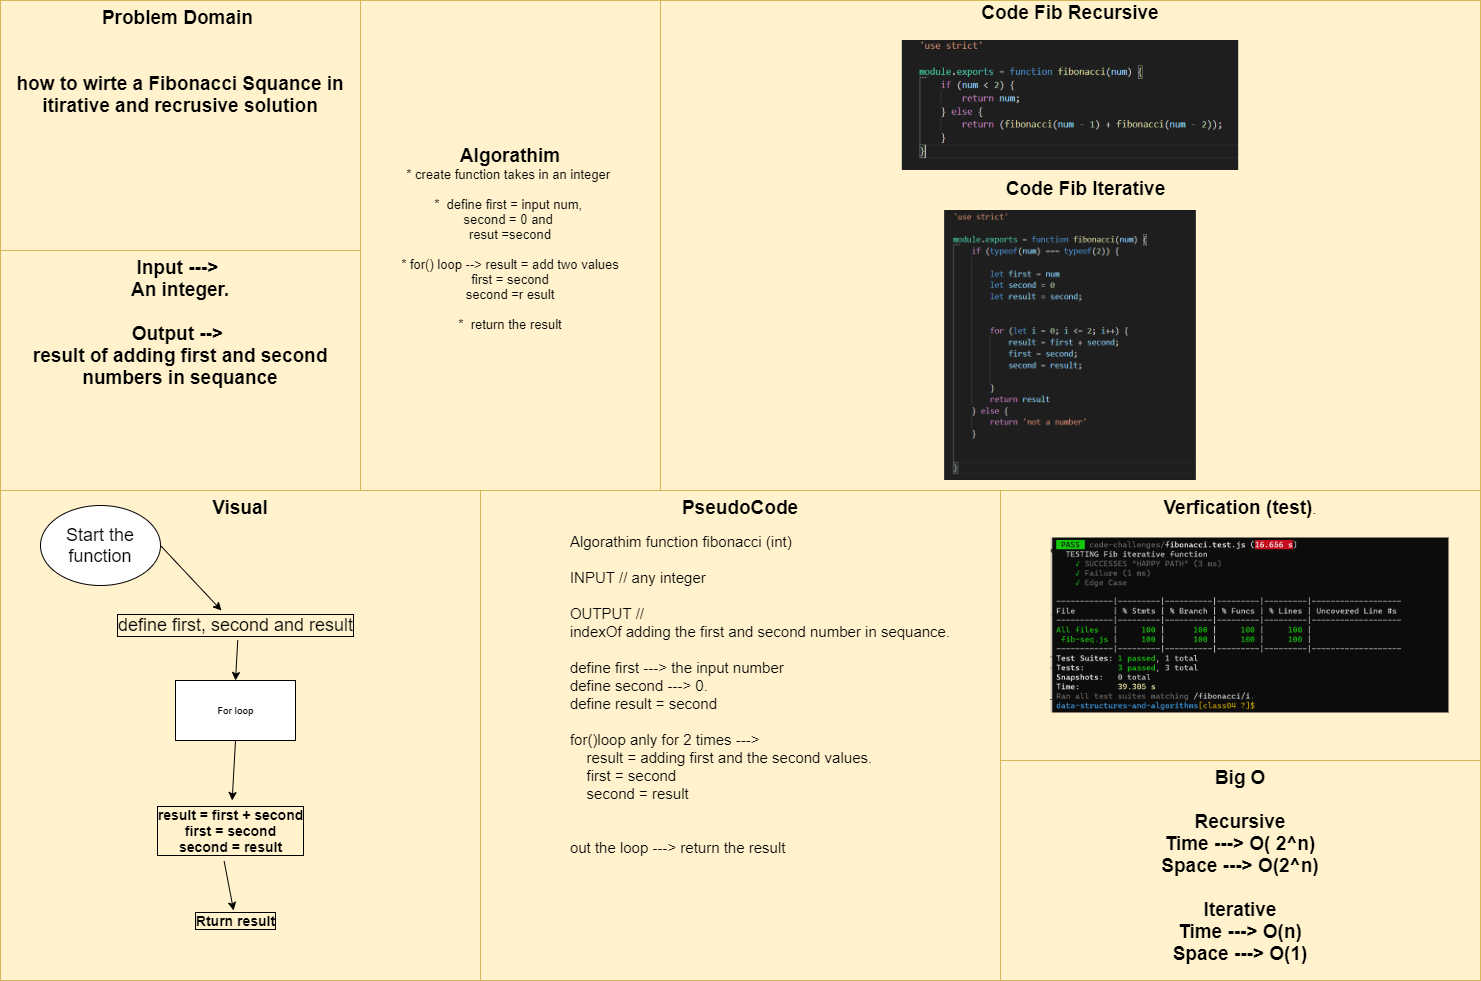 Problem Domain
how to wirte a Fibonacci Squance in
itirative and recrusive solution
Input --->
An integer.
Output -->
result of adding first and second
numbers in sequance
Algorathim
* create function takes in an integer
* define first = input num,
second = 0 and
resut =second
* for() loop --> result = add two values
first = second
second =r esult
* return the result
Code Fib Recursive
'use strict'
module.exports = function fibonacci(num) {
if (num < 2) {
return num;
} else {
return (fibonacci(num - 1) + fibonacci(num - 2));
}
}
Code Fib Iterative
'use strict'
module.exports = function fibonacci(num) {
if (typeof(num) === typeof(2)) {
let first = num
let second = 0
let result = second;
for (let i = 0; i <= 2; i++) {
result = first + second;
first = second;
second = result;
}
return result
} else {
return 'not a number'
}
}
Visual
Start the
function
define first, second and result
For loop
result = first + second
first = second
second = result
Rturn result
PseudoCode
Algorathim function fibonacci (int)
INPUT // any integer
OUTPUT //
indexOf adding the first and second number in sequance.
define first ---> the input number
define second ---> 0.
define result = second
for()loop anly for 2 times --->
result = adding first and the second values.
first = second
second = result
out the loop ---> return the result
Verfication (test).
PASS code-challenges/fibonacci.test.js (16.656 s)
TESTING Fib iterative function
√ SUCCESSES "HAPPY PATH" (3 ms)
√ Failure (1 ms)
√ Edge Case
------------|---------|----------|---------|---------|-------------------
File | % Stmts | % Branch | % Funcs | % Lines | Uncovered Line #s
------------|---------|----------|---------|---------|-------------------
All files | 100 | 100 | 100 | 100 |
fib-seq.js | 100 | 100 | 100 | 100 |
------------|---------|----------|---------|---------|-------------------
Test Suites: 1 passed, 1 total
Tests: 3 passed, 3 total
Snapshots: 0 total
Time: 39.305 s
Ran all test suites matching /fibonacci/i.
data-structures-and-algorithms[class04 ?]$
Big O
Recursive
Time ---> O( 2^n)
Space ---> O(2^n)
Iterative
Time ---> O(n)
Space ---> O(1)